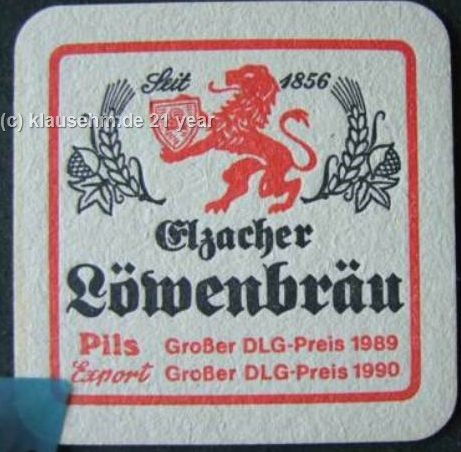 Seit 1856
(c) klausehm.de 21 year
Elzacher
Löwenbräu
Pils Großer DLG-Preis 1989
Export Großer DLG-Preis 1990